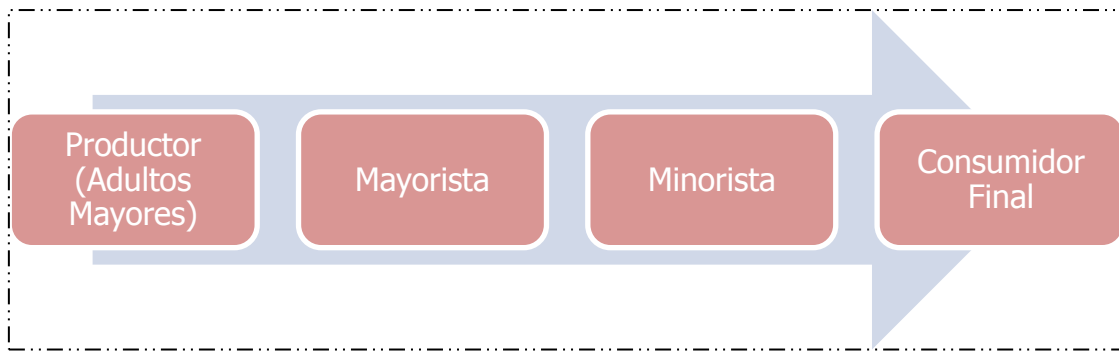 Productor
(Adultos
Mayores)
Mayorista
Minorista
Consumidor
Final